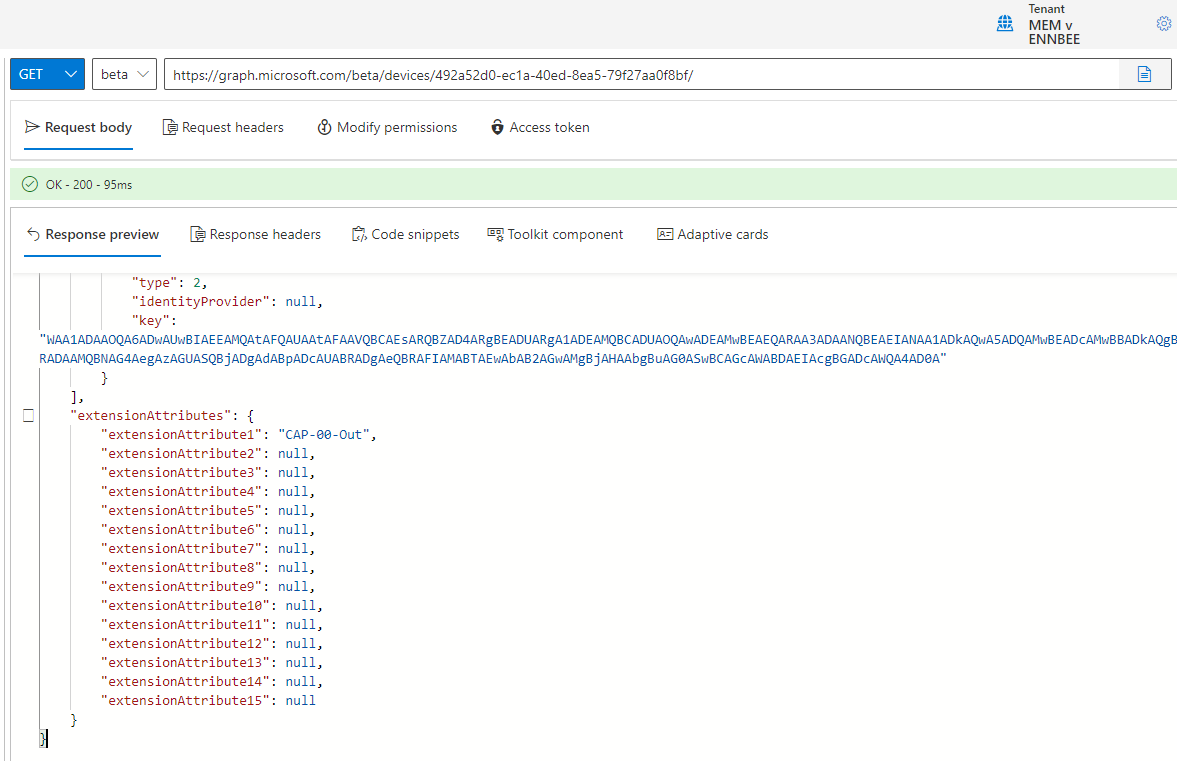 Tenant
MEM v
ENNBEE
GET
beta
https://graph.microsoft.com/beta/devices/492a52d0-ec1a-40ed-8ea5-79f27aa0f8bf/
Request body
Request headers
Modify permissions
Access token
OK - 200 - 95ms
Response preview
Response headers
Code snippets
Toolkit component
Adaptive cards
"type": 2,
"identityProvider": null,
"key":
"WAA1ADAAOQA6ADwAUwBIAEEAMQAtAFQAUAAtAFAAVQBCAEsARQBZAD4ARgBEADUARgA1ADEAMQBCADUAOQAwADEAMwBEAEQARAA3ADAANQBEAEIANAA1ADkAQwA5ADQAMwBEADcAMwBBADkAQgB
RADAAMQBNAG4AegAzAGUASQBjADgAdABpADcAUABRADgAeQBRAFIAMABTAEwAbAB2AGwAMgBjAHAAbgBuAG0ASwBCAGcAWABDAEIAcgBGADcAWQA4AD0A"
}
],
"extensionAttributes": {
"extensionAttribute1": "CAP-00-Out",
"extensionAttribute2": null,
"extensionAttribute3": null,
"extensionAttribute4": null,
"extensionAttribute5": null,
"extensionAttribute6": null,
"extensionAttribute7": null,
"extensionAttribute8": null,
"extensionAttribute9": null,
"extensionAttribute10": null,
"extensionAttribute11": null,
"extensionAttribute12": null,
"extensionAttribute13": null,
"extensionAttribute14": null,
"extensionAttribute15": null
}
}